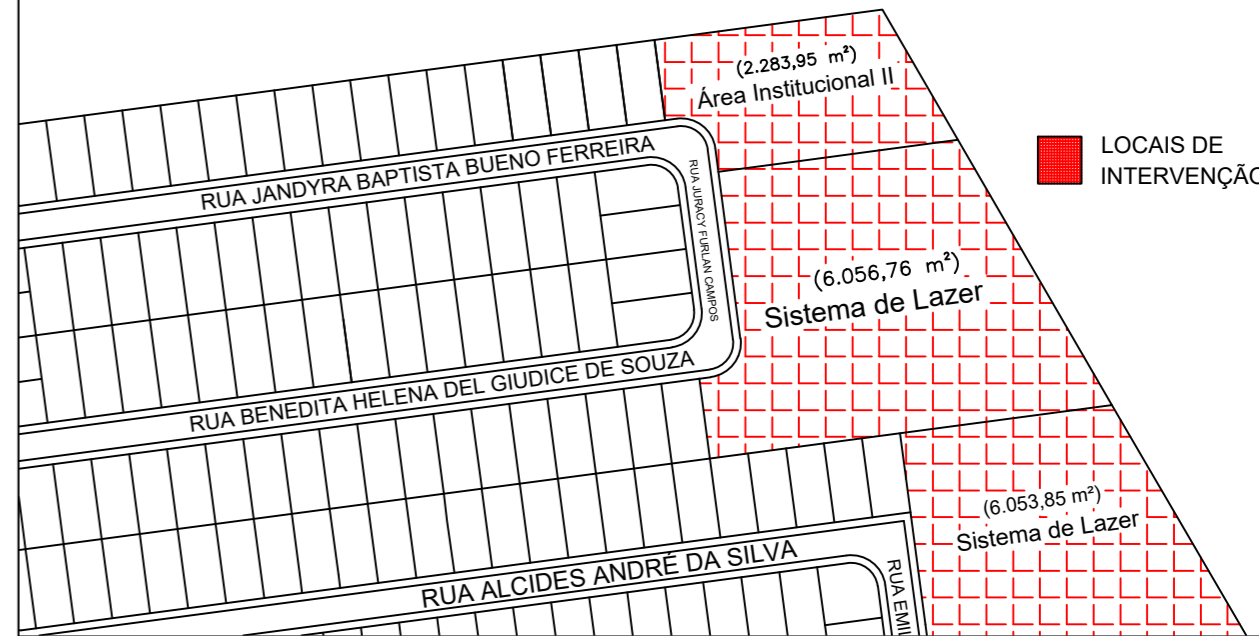 (2.283,95 m²)
Área Institucional II
LOCAIS DE
INTERVENÇÃO
RUA JANDYRA BAPTISTA BUENO FERREIRA
RUA JURACY FURLAN CAMPOS
(6.056,76 m²)
Sistema de Lazer
RUA BENEDITA HELENA DEL GIUDICE DE SOUZA
(6.053,85 m²)
Sistema de Lazer
RUA ALCIDES ANDRÉ DA SILVA
RUA EMIL